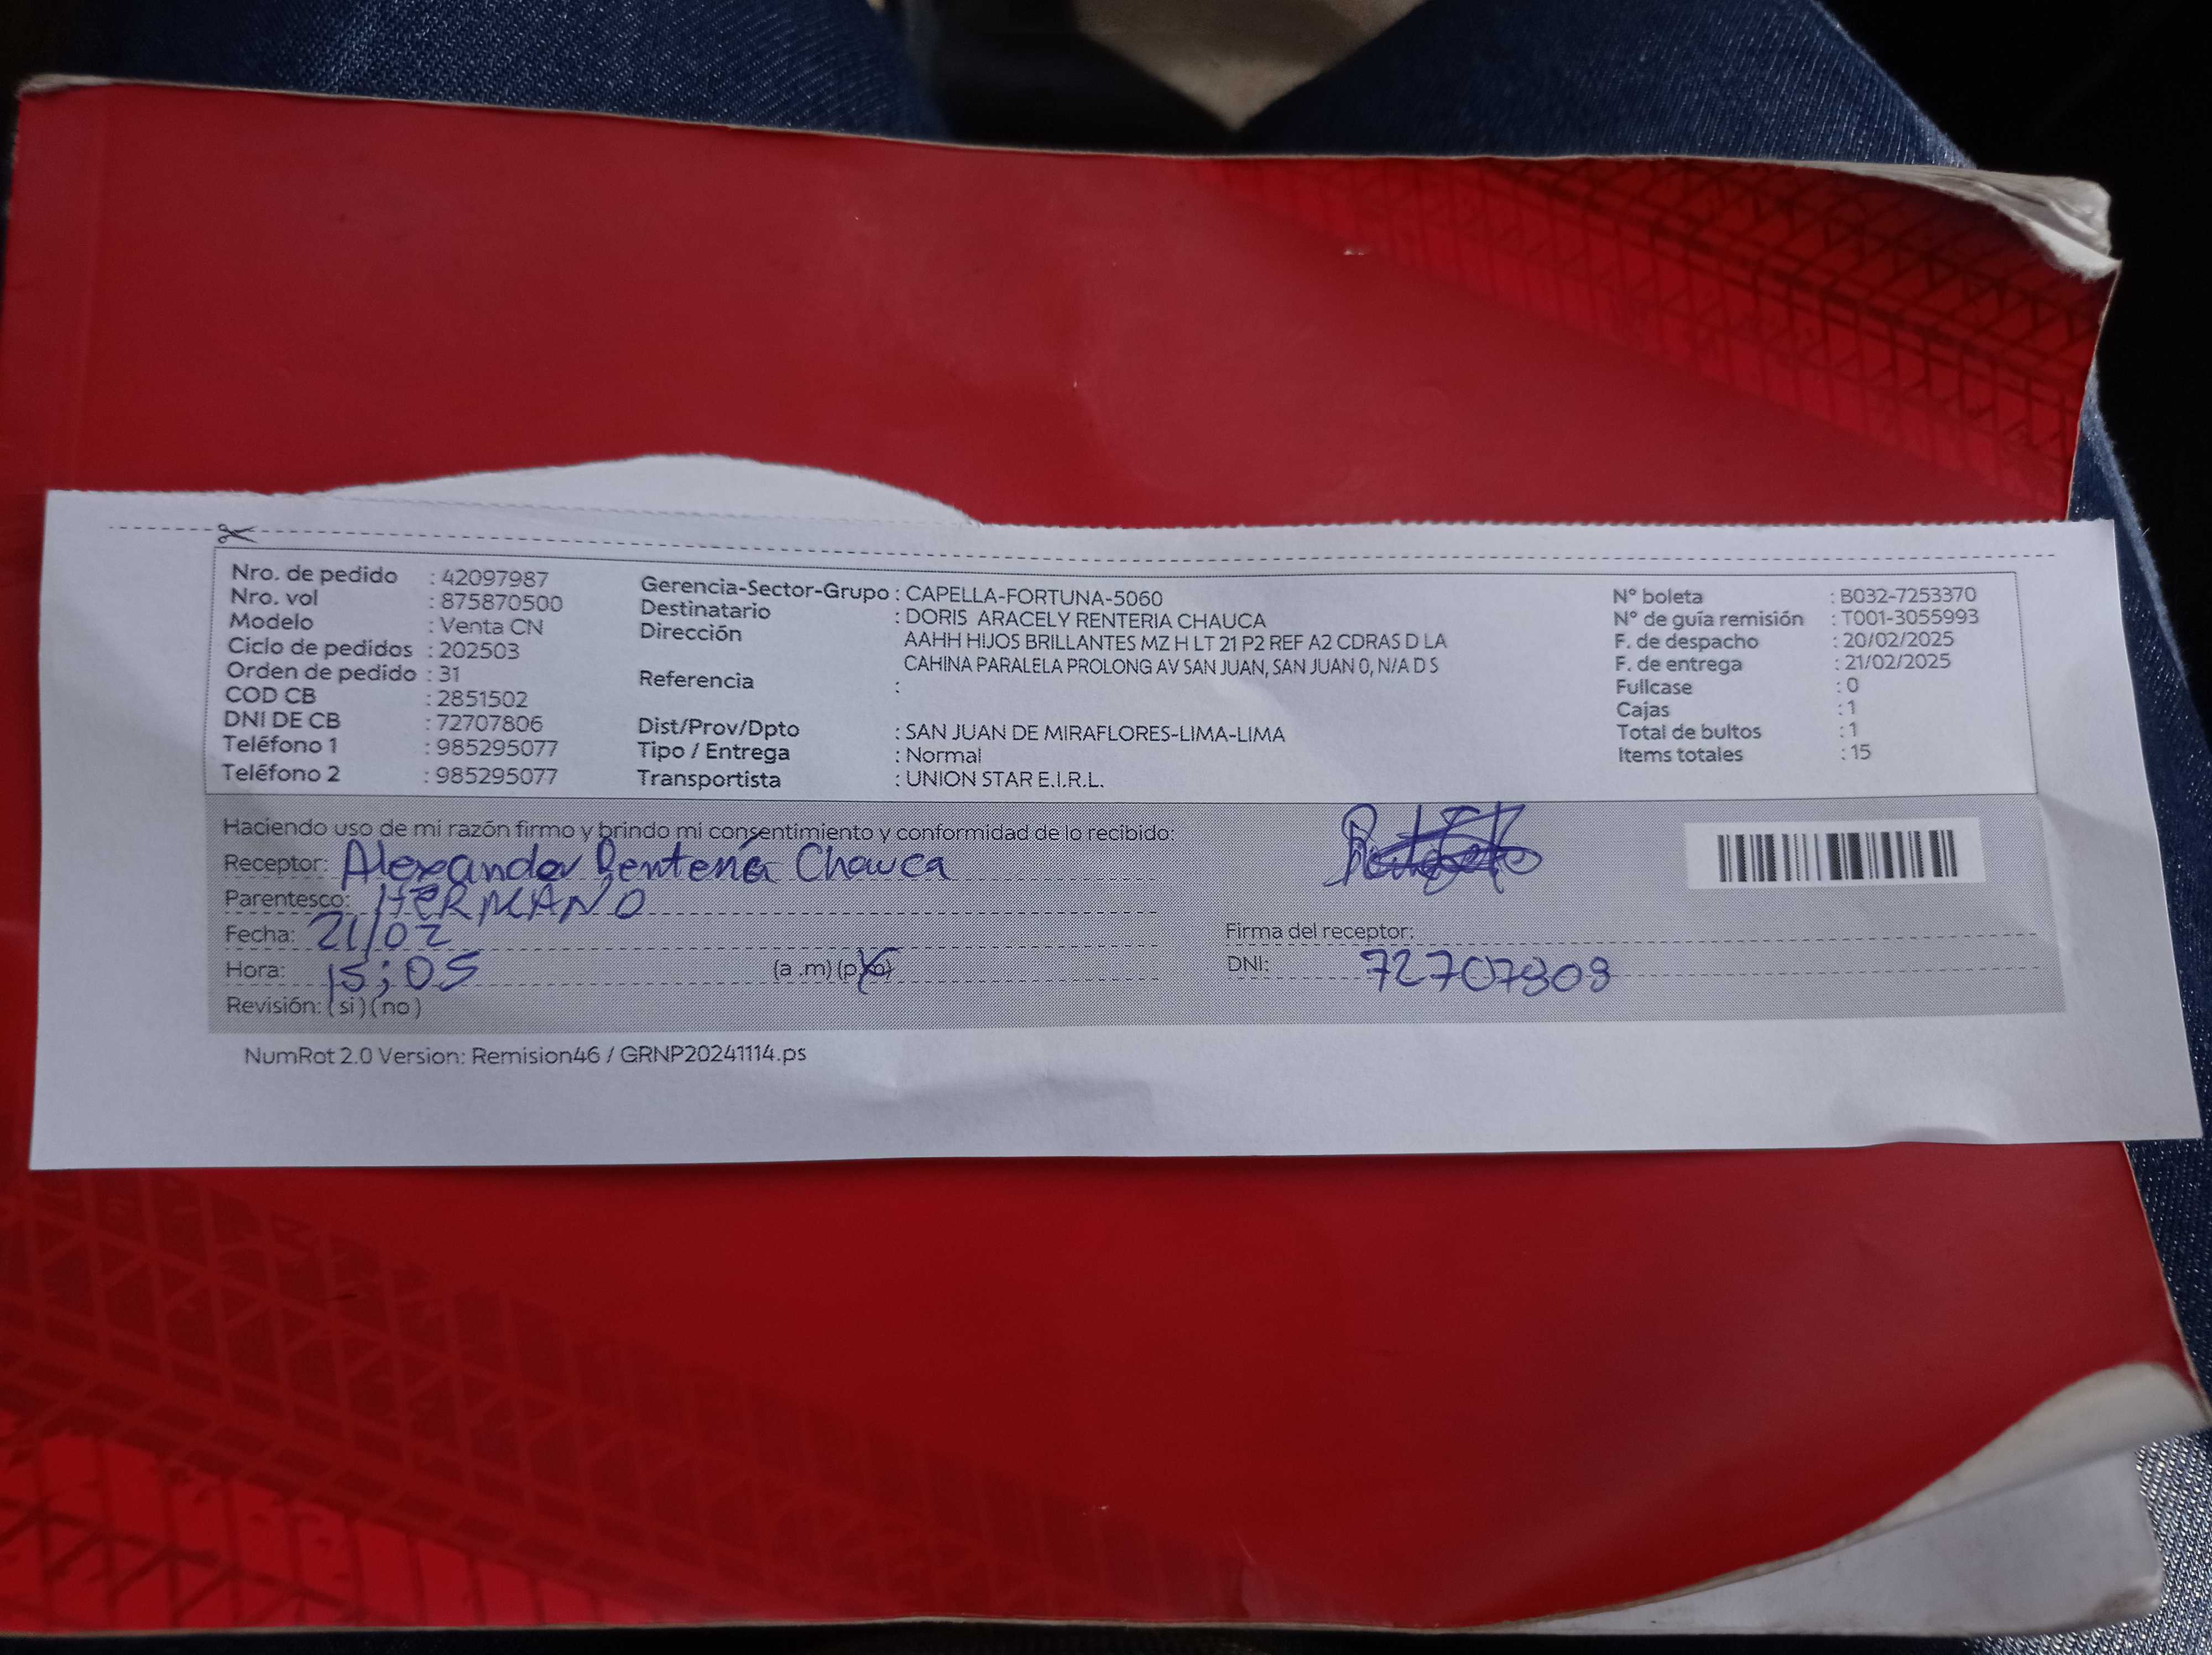 Nro. de pedido : 42097987
Nro. vol : 875870500
Modelo : Venta CN
Ciclo de pedidos : 202503
Orden de pedido : 31
COD CB : 2851502
DNI DE CB : 72707806
Teléfono 1 : 985295077
Teléfono 2 : 985295077
Gerencia-Sector-Grupo : CAPELLA-FORTUNA-5060
Destinatario : DORIS ARACELY RENTERIA CHAUCA
Dirección AAHH HIJOS BRILLANTES MZ H LT 21 P2 REF A2 CDRAS D LA
CAHINA PARALELA PROLONG AV SAN JUAN, SAN JUAN 0, N/A D S
Referencia :
Dist/Prov/Dpto : SAN JUAN DE MIRAFLORES-LIMA-LIMA
Tipo / Entrega : Normal
Transportista : UNION STAR E.I.R.L.
Nº boleta : B032-7253370
Nº de guía remisión : T001-3055993
F. de despacho : 20/02/2025
F. de entrega : 21/02/2025
Fullcase : 0
Cajas : 1
Total de bultos : 1
Items totales : 15
Haciendo uso de mi razón firmo y brindo mi consentimiento y conformidad de lo recibido:
Receptor: Alexander Renteria Chauca
Parentesco: HERMANO
Fecha: 21/02
Hora: 15:05 (a .m) (p.m)
Revisión: ( si ) ( no )
Firma del receptor:
DNI: 72707808
NumRot 2.0 Version: Remision46 / GRNP20241114.ps